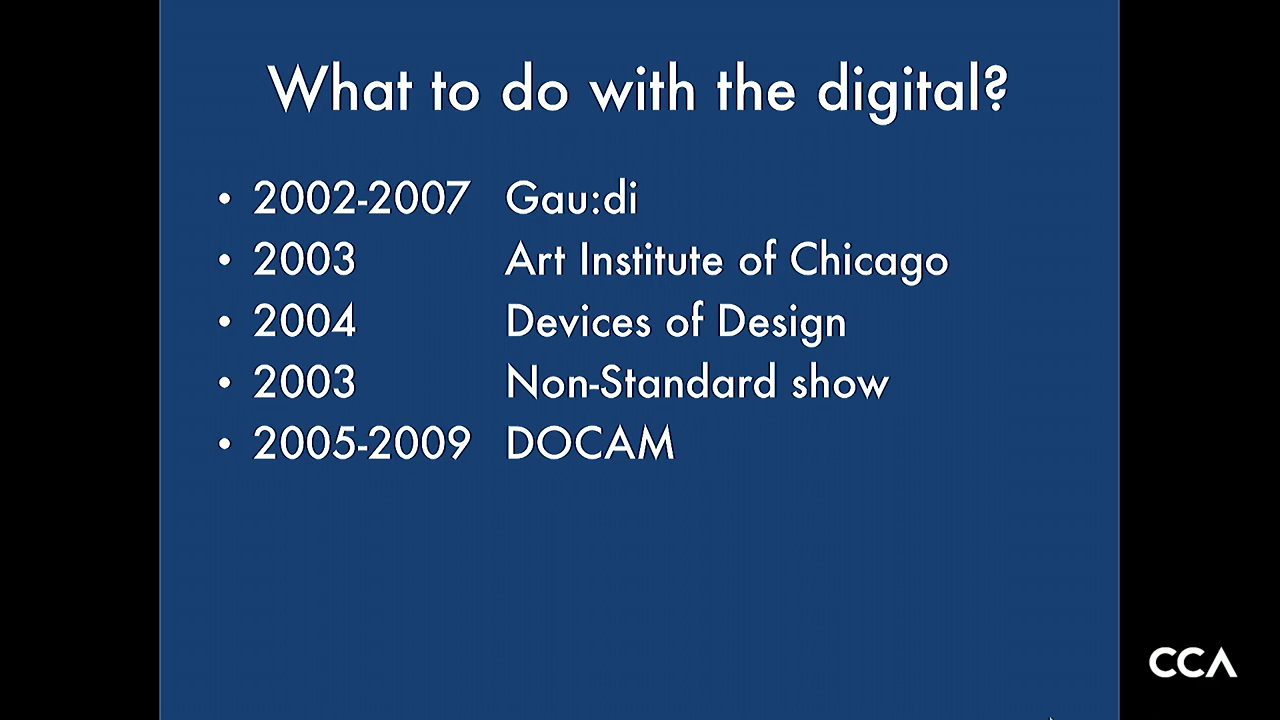 What to do with the digital?
• 2002-2007 Gau:di
• 2003 Art Institute of Chicago
• 2004 Devices of Design
• 2003 Non-Standard show
• 2005-2009 DOCAM
CCA